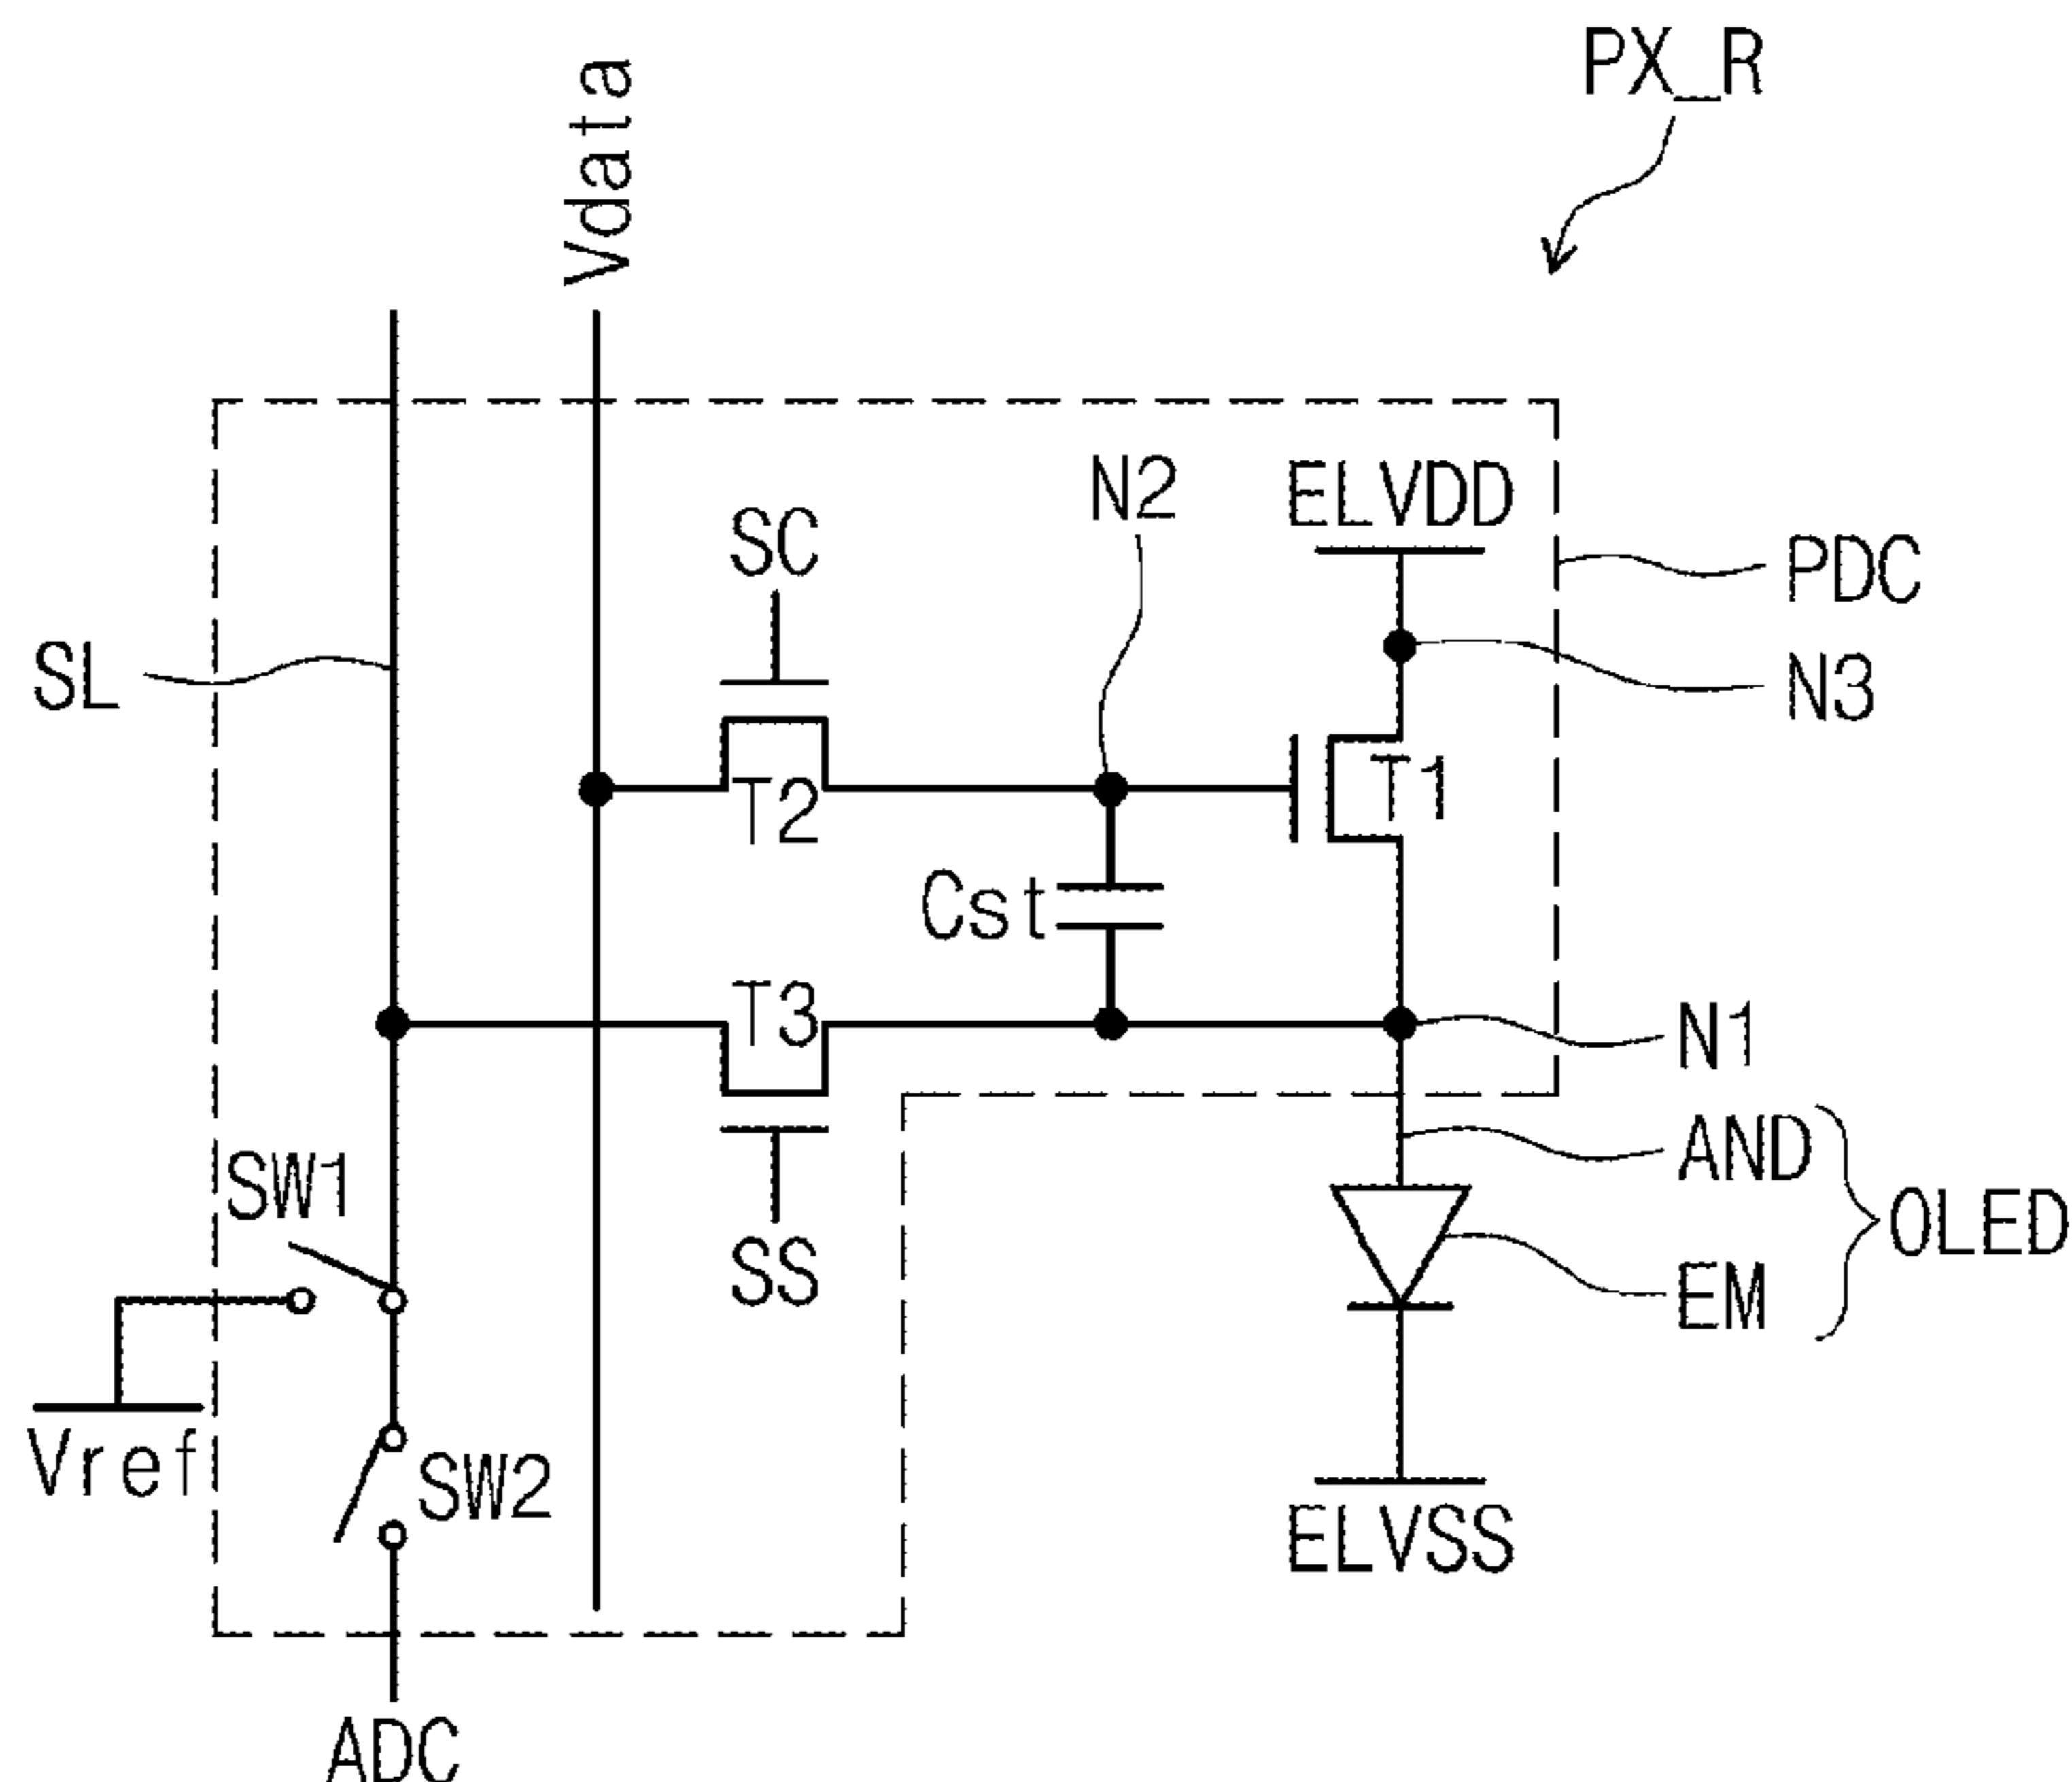 PX_R
Vdata
N2
ELVDD
SC
PDC
SL
N3
T1
T2
Cst
T3
N1
AND
SW1
OLED
SS
EM
Vref
SW2
ELVSS
ADC